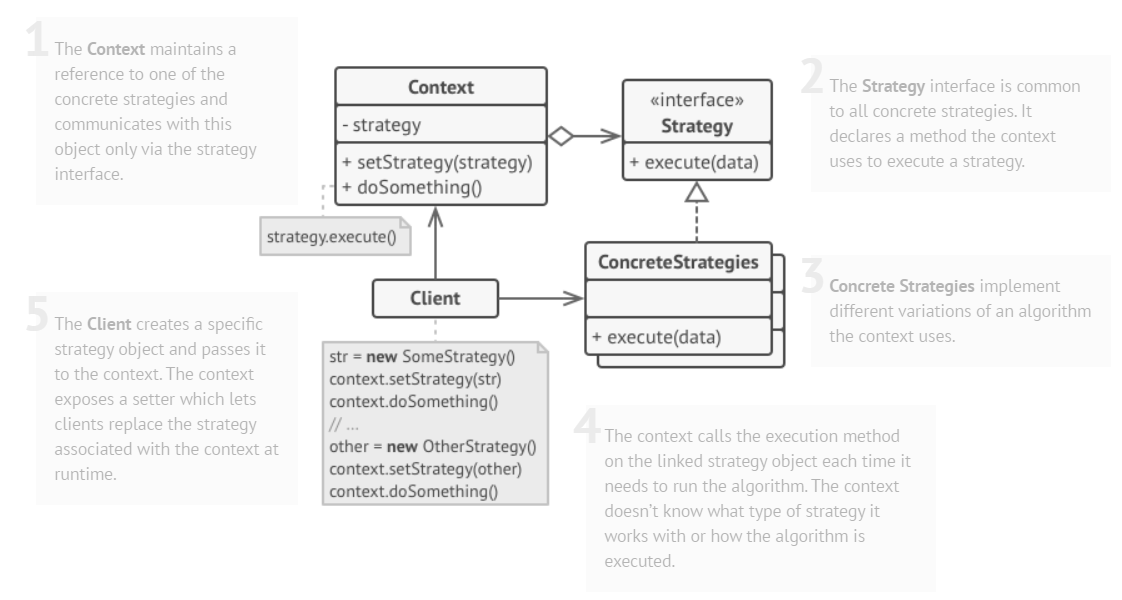 1
The Context maintains a
reference to one of the
concrete strategies and
communicates with this
object only via the strategy
interface.
Context
- strategy
+ setStrategy(strategy)
+ doSomething()
strategy.execute()
«interface»
Strategy
+ execute(data)
2
The Strategy interface is common
to all concrete strategies. It
declares a method the context
uses to execute a strategy.
ConcreteStrategies
+ execute(data)
3
Concrete Strategies implement
different variations of an algorithm
the context uses.
Client
str = new SomeStrategy()
context.setStrategy(str)
context.doSomething()
// ...
other = new OtherStrategy()
context.setStrategy(other)
context.doSomething()
4
The context calls the execution method
on the linked strategy object each time it
needs to run the algorithm. The context
doesn't know what type of strategy it
works with or how the algorithm is
executed.
5
The Client creates a specific
strategy object and passes it
to the context. The context
exposes a setter which lets
clients replace the strategy
associated with the context at
runtime.